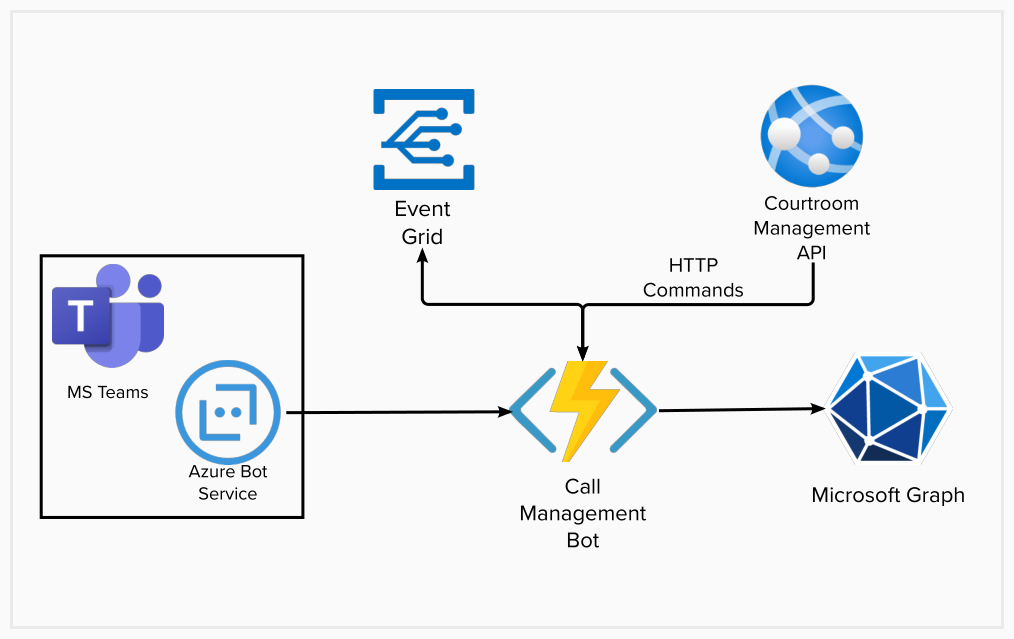 Event
Grid
Courtroom
Management
API
HTTP
Commands
T
MS Teams
Azure Bot
Service
Call
Management
Bot
Microsoft Graph